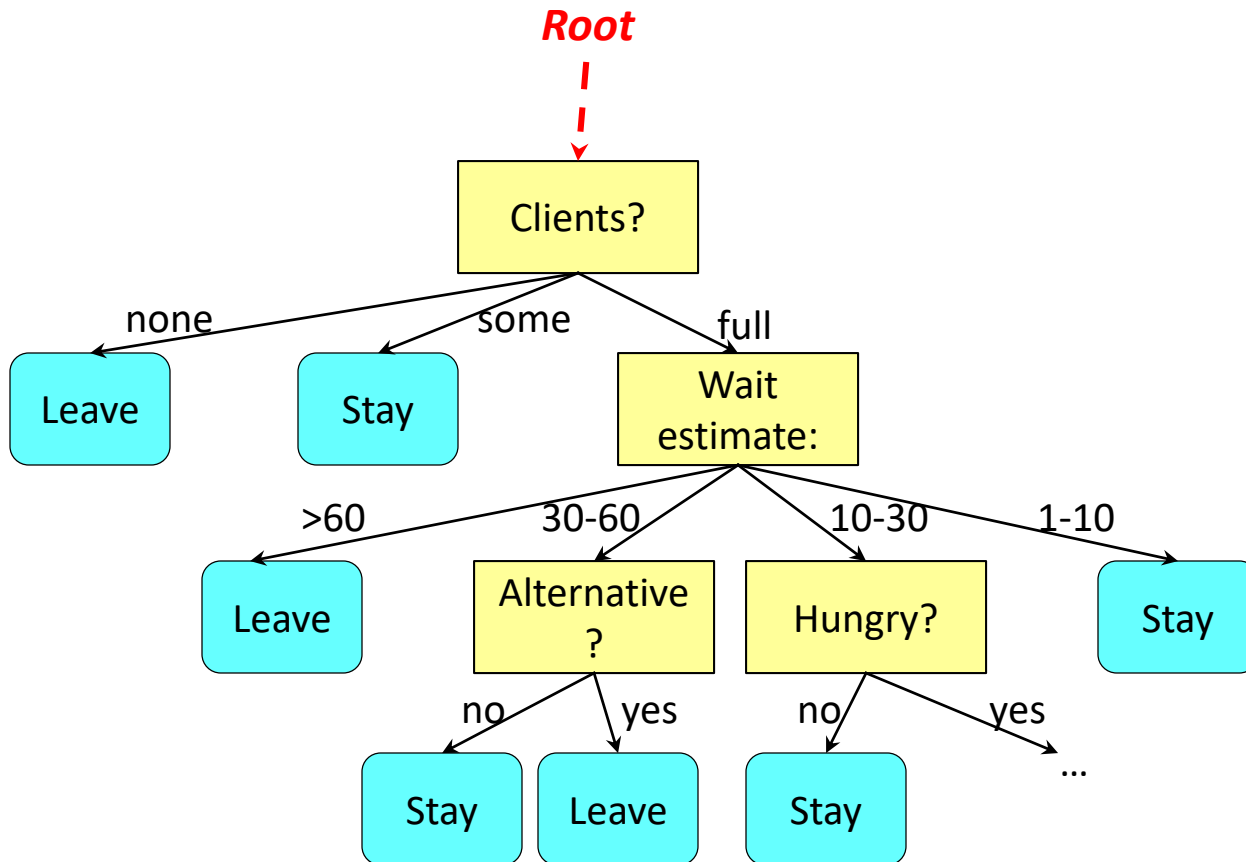 Root
Clients?
none
some
full
Leave
Stay
Wait
estimate:
>60
30-60
10-30
1-10
Leave
Alternative
?
Hungry?
Stay
no
yes
no
yes
Stay
Leave
Stay
...